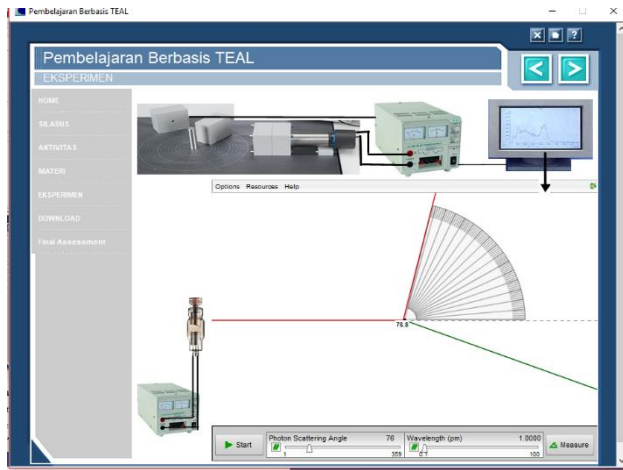 Pembelajaran Berbasis TEAL
Pembelajaran Berbasis TEAL
EKSPERIMEN
HOME
SILABUS
AKTIVITAS
MATERI
EKSPERIMEN
DOWNLOAD
Final Assessment
Options Resources Help
76.8
Start
Photon Scattering Angle 76
1 359
Wavelength (pm) 1.0000
0.1 100
Measure